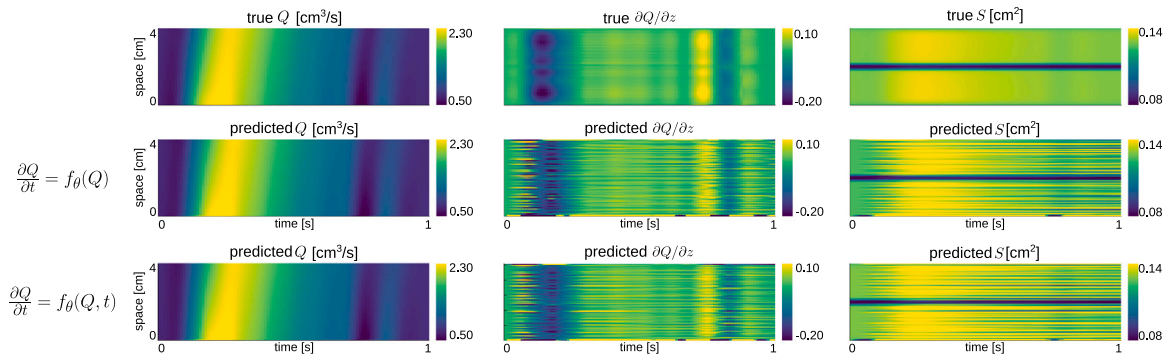 true Q [cm³/s]
true ∂Q/∂z
true S [cm²]
4
space [cm]
0
2.30
0.50
0.10
-0.20
0.14
0.08
predicted Q [cm³/s]
predicted ∂Q/∂z
predicted S[cm²]
∂Q/∂t = f_θ(Q)
4
space [cm]
0
2.30
0.50
0.10
-0.20
0.14
0.08
0 time [s] 1
0 time [s] 1
0 time [s] 1
predicted Q [cm³/s]
predicted ∂Q/∂z
predicted S[cm²]
∂Q/∂t = f_θ(Q, t)
4
space [cm]
0
2.30
0.50
0.10
-0.20
0.14
0.08
0 time [s] 1
0 time [s] 1
0 time [s] 1